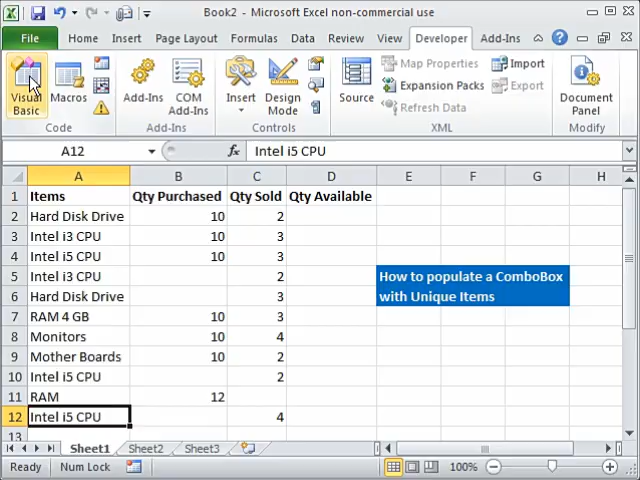 Book2 - Microsoft Excel non-commercial use
File Home Insert Page Layout Formulas Data Review View Developer Add-Ins
Visual Basic Macros Add-Ins COM Add-Ins Insert Design Mode Source Map Properties Expansion Packs Refresh Data Import Export Document Panel
Code Add-Ins Controls XML Modify
A12 fx Intel i5 CPU
A B C D E F G H
1 Items Qty Purchased Qty Sold Qty Available
2 Hard Disk Drive 10 2
3 Intel i3 CPU 10 3
4 Intel i5 CPU 10 3
5 Intel i3 CPU 2 How to populate a ComboBox
6 Hard Disk Drive 3 with Unique Items
7 RAM 4 GB 10 3
8 Monitors 10 4
9 Mother Boards 10 2
10 Intel i5 CPU 2
11 RAM 12
12 Intel i5 CPU 4
13
Sheet1 Sheet2 Sheet3
Ready Num Lock 100%